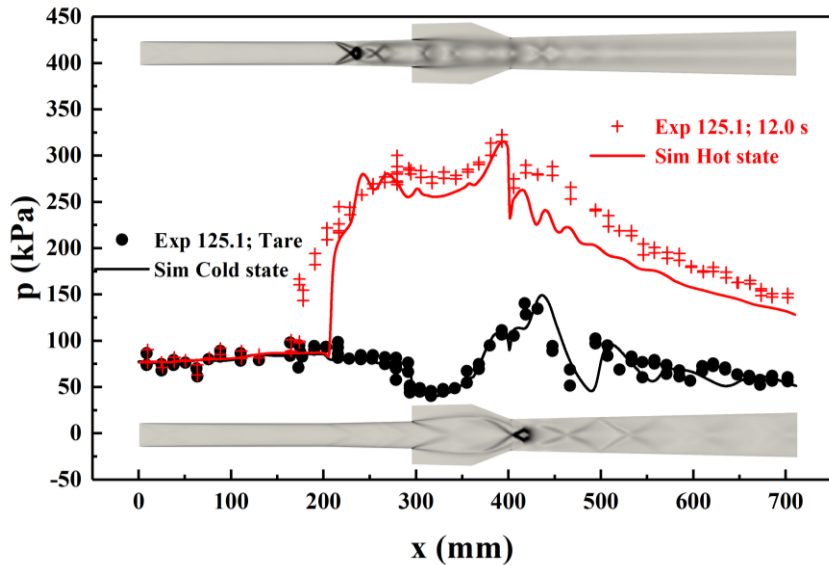 450
400
350
300
250
200
150
100
50
0
-50
p (kPa)
Exp 125.1; 12.0 s
Sim Hot state
Exp 125.1; Tare
Sim Cold state
0 100 200 300 400 500 600 700
x (mm)